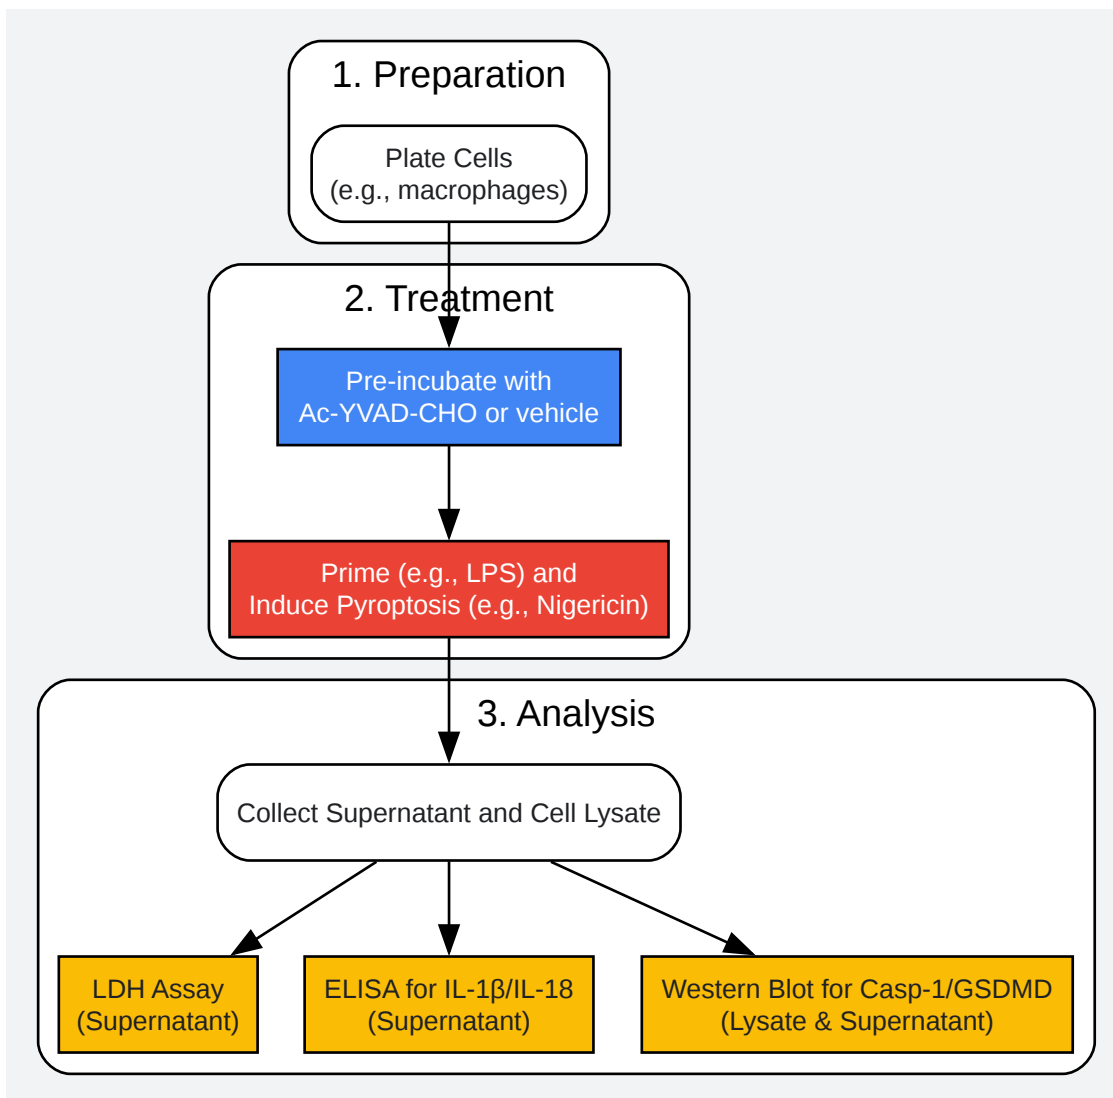 1. Preparation
Plate Cells
(e.g., macrophages)
2. Treatment
Pre-incubate with
Ac-YVAD-CHO or vehicle
Prime (e.g., LPS) and
Induce Pyroptosis (e.g., Nigericin)
3. Analysis
Collect Supernatant and Cell Lysate
LDH Assay
(Supernatant)
ELISA for IL-1β/IL-18
(Supernatant)
Western Blot for Casp-1/GSDMD
(Lysate & Supernatant)